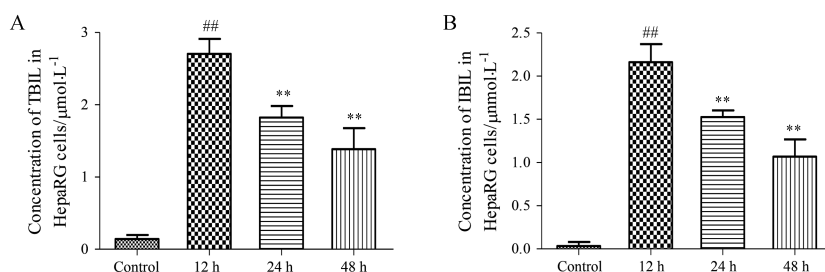 A
Concentration of TBIL in
HepaRG cells/μmol·L-1
3
2
1
0
##
**
**
Control
12 h
24 h
48 h
B
Concentration of IBIL in
HepaRG cells/μmmol·L-1
2.5
2.0
1.5
1.0
0.5
0.0
##
**
**
Control
12 h
24 h
48 h